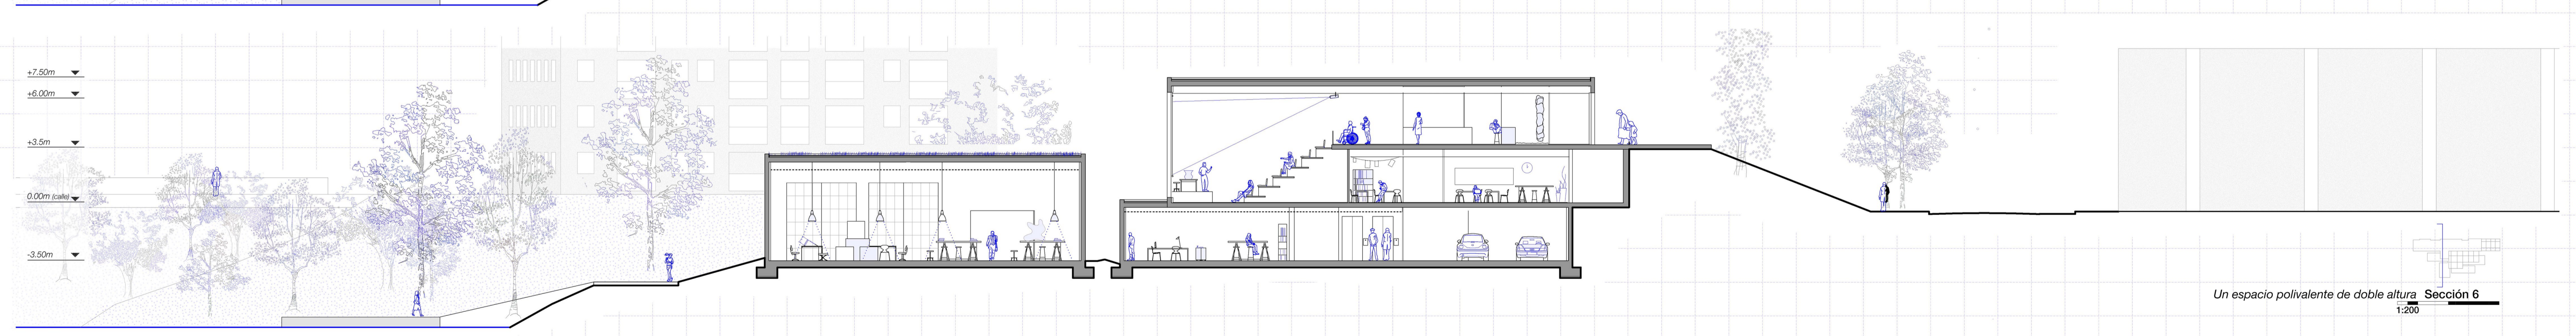 +7.50m
+6.00m
+3.5m
0.00m (calle)
-3.50m
Un espacio polivalente de doble altura Sección 6
1:200